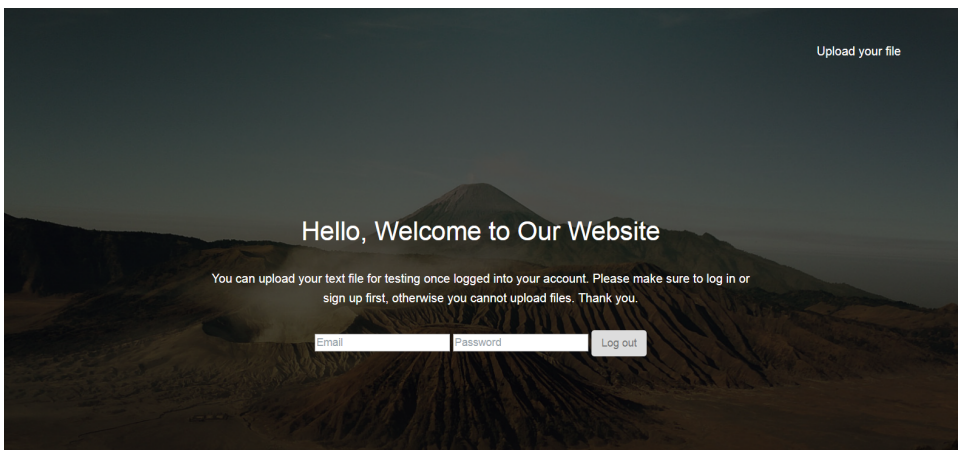 Upload your file
Hello, Welcome to Our Website
You can upload your text file for testing once logged into your account. Please make sure to log in or
sign up first, otherwise you cannot upload files. Thank you.
Email Password Log out